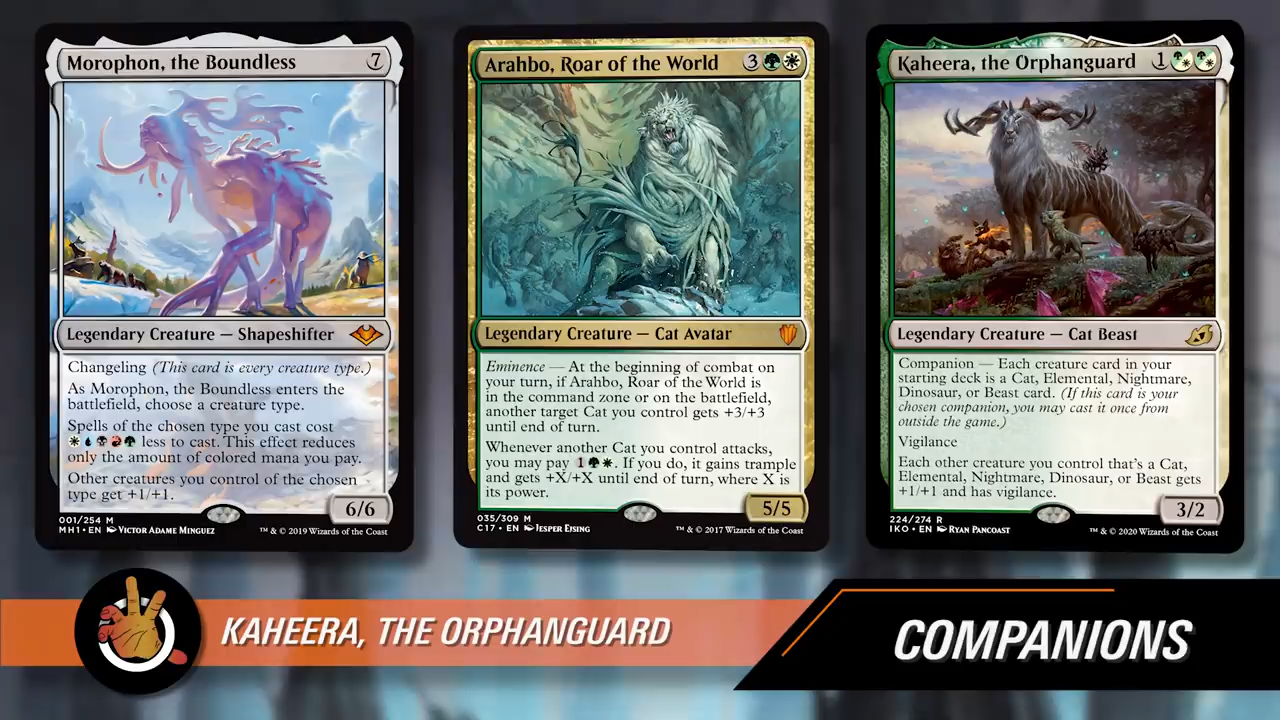 Morophon, the Boundless 7
Legendary Creature — Shapeshifter
Changeling (This card is every creature type.)
As Morophon, the Boundless enters the
battlefield, choose a creature type.
Spells of the chosen type you cast cost
less to cast. This effect reduces
only the amount of colored mana you pay.
Other creatures you control of the chosen
type get +1/+1.
6/6
001/254 M
MH1 • EN Victor Adame Minguez
™ & © 2019 Wizards of the Coast
Arahbo, Roar of the World 3
Legendary Creature — Cat Avatar
Eminence — At the beginning of combat on
your turn, if Arahbo, Roar of the World is
in the command zone or on the battlefield,
another target Cat you control gets +3/+3
until end of turn.
Whenever another Cat you control attacks,
you may pay 1. If you do, it gains trample
and gets +X/+X until end of turn, where X is
its power.
5/5
035/309 M
C17 • EN Jesper Eising
™ & © 2017 Wizards of the Coast
Kaheera, the Orphanguard 1
Legendary Creature — Cat Beast
Companion — Each creature card in your
starting deck is a Cat, Elemental, Nightmare,
Dinosaur, or Beast card. (If this card is your
chosen companion, you may cast it once from
outside the game.)
Vigilance
Each other creature you control that's a Cat,
Elemental, Nightmare, Dinosaur, or Beast gets
+1/+1 and has vigilance.
3/2
224/274 R
IKO • EN Ryan Pancoast
™ & © 2020 Wizards of the Coast
KAHEERA, THE ORPHANGUARD
COMPANIONS